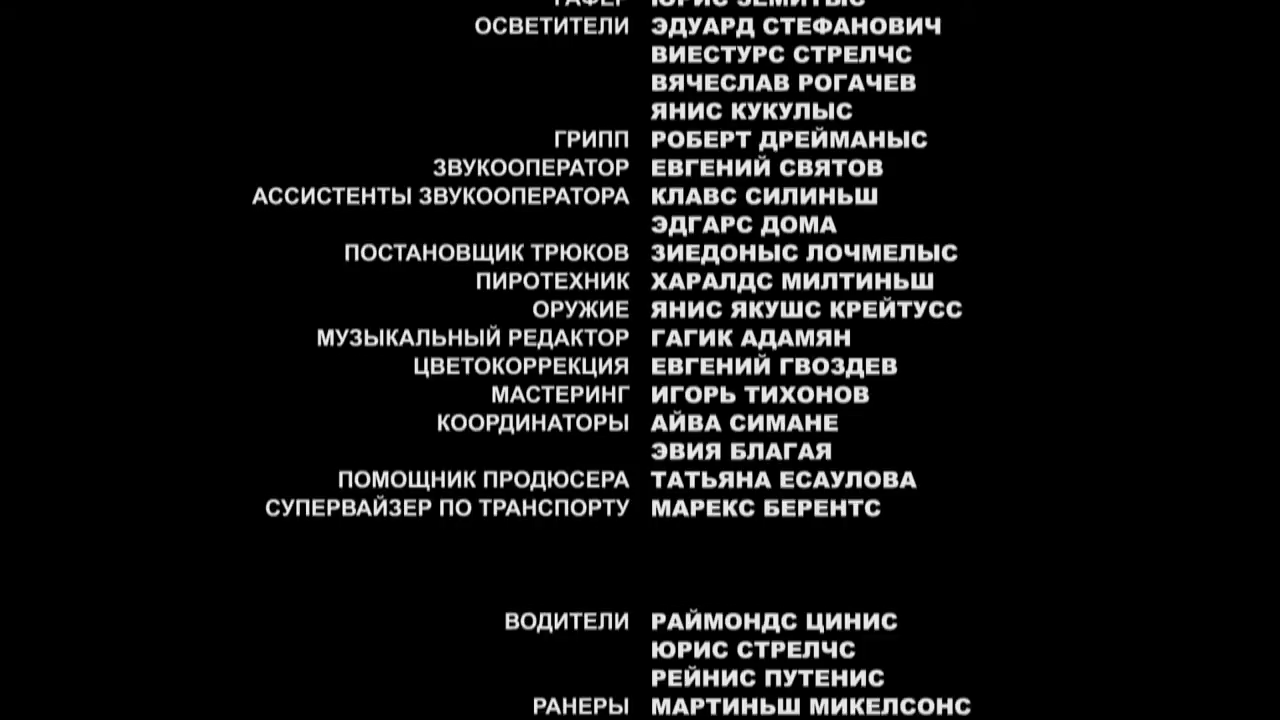 ГАФЕР ЮРИС ЗЕМИТЫС
ОСВЕТИТЕЛИ ЭДУАРД СТЕФАНОВИЧ
ВИЕСТУРС СТРЕЛЧС
ВЯЧЕСЛАВ РОГАЧЕВ
ЯНИС КУКУЛЫС
ГРИПП РОБЕРТ ДРЕЙМАНЫС
ЗВУКООПЕРАТОР ЕВГЕНИЙ СВЯТОВ
АССИСТЕНТЫ ЗВУКООПЕРАТОРА КЛАВС СИЛИНЬШ
ЭДГАРС ДОМА
ПОСТАНОВЩИК ТРЮКОВ ЗИЕДОНЫС ЛОЧМЕЛЫС
ПИРОТЕХНИК ХАРАЛДС МИЛТИНЬШ
ОРУЖИЕ ЯНИС ЯКУШС КРЕЙТУСС
МУЗЫКАЛЬНЫЙ РЕДАКТОР ГАГИК АДАМЯН
ЦВЕТОКОРРЕКЦИЯ ЕВГЕНИЙ ГВОЗДЕВ
МАСТЕРИНГ ИГОРЬ ТИХОНОВ
КООРДИНАТОРЫ АЙВА СИМАНЕ
ЭВИЯ БЛАГАЯ
ПОМОЩНИК ПРОДЮСЕРА ТАТЬЯНА ЕСАУЛОВА
СУПЕРВАЙЗЕР ПО ТРАНСПОРТУ МАРЕКС БЕРЕНТС
ВОДИТЕЛИ РАЙМОНДС ЦИНИС
ЮРИС СТРЕЛЧС
РЕЙНИС ПУТЕНИС
РАНЕРЫ МАРТИНЬШ МИКЕЛСОНС